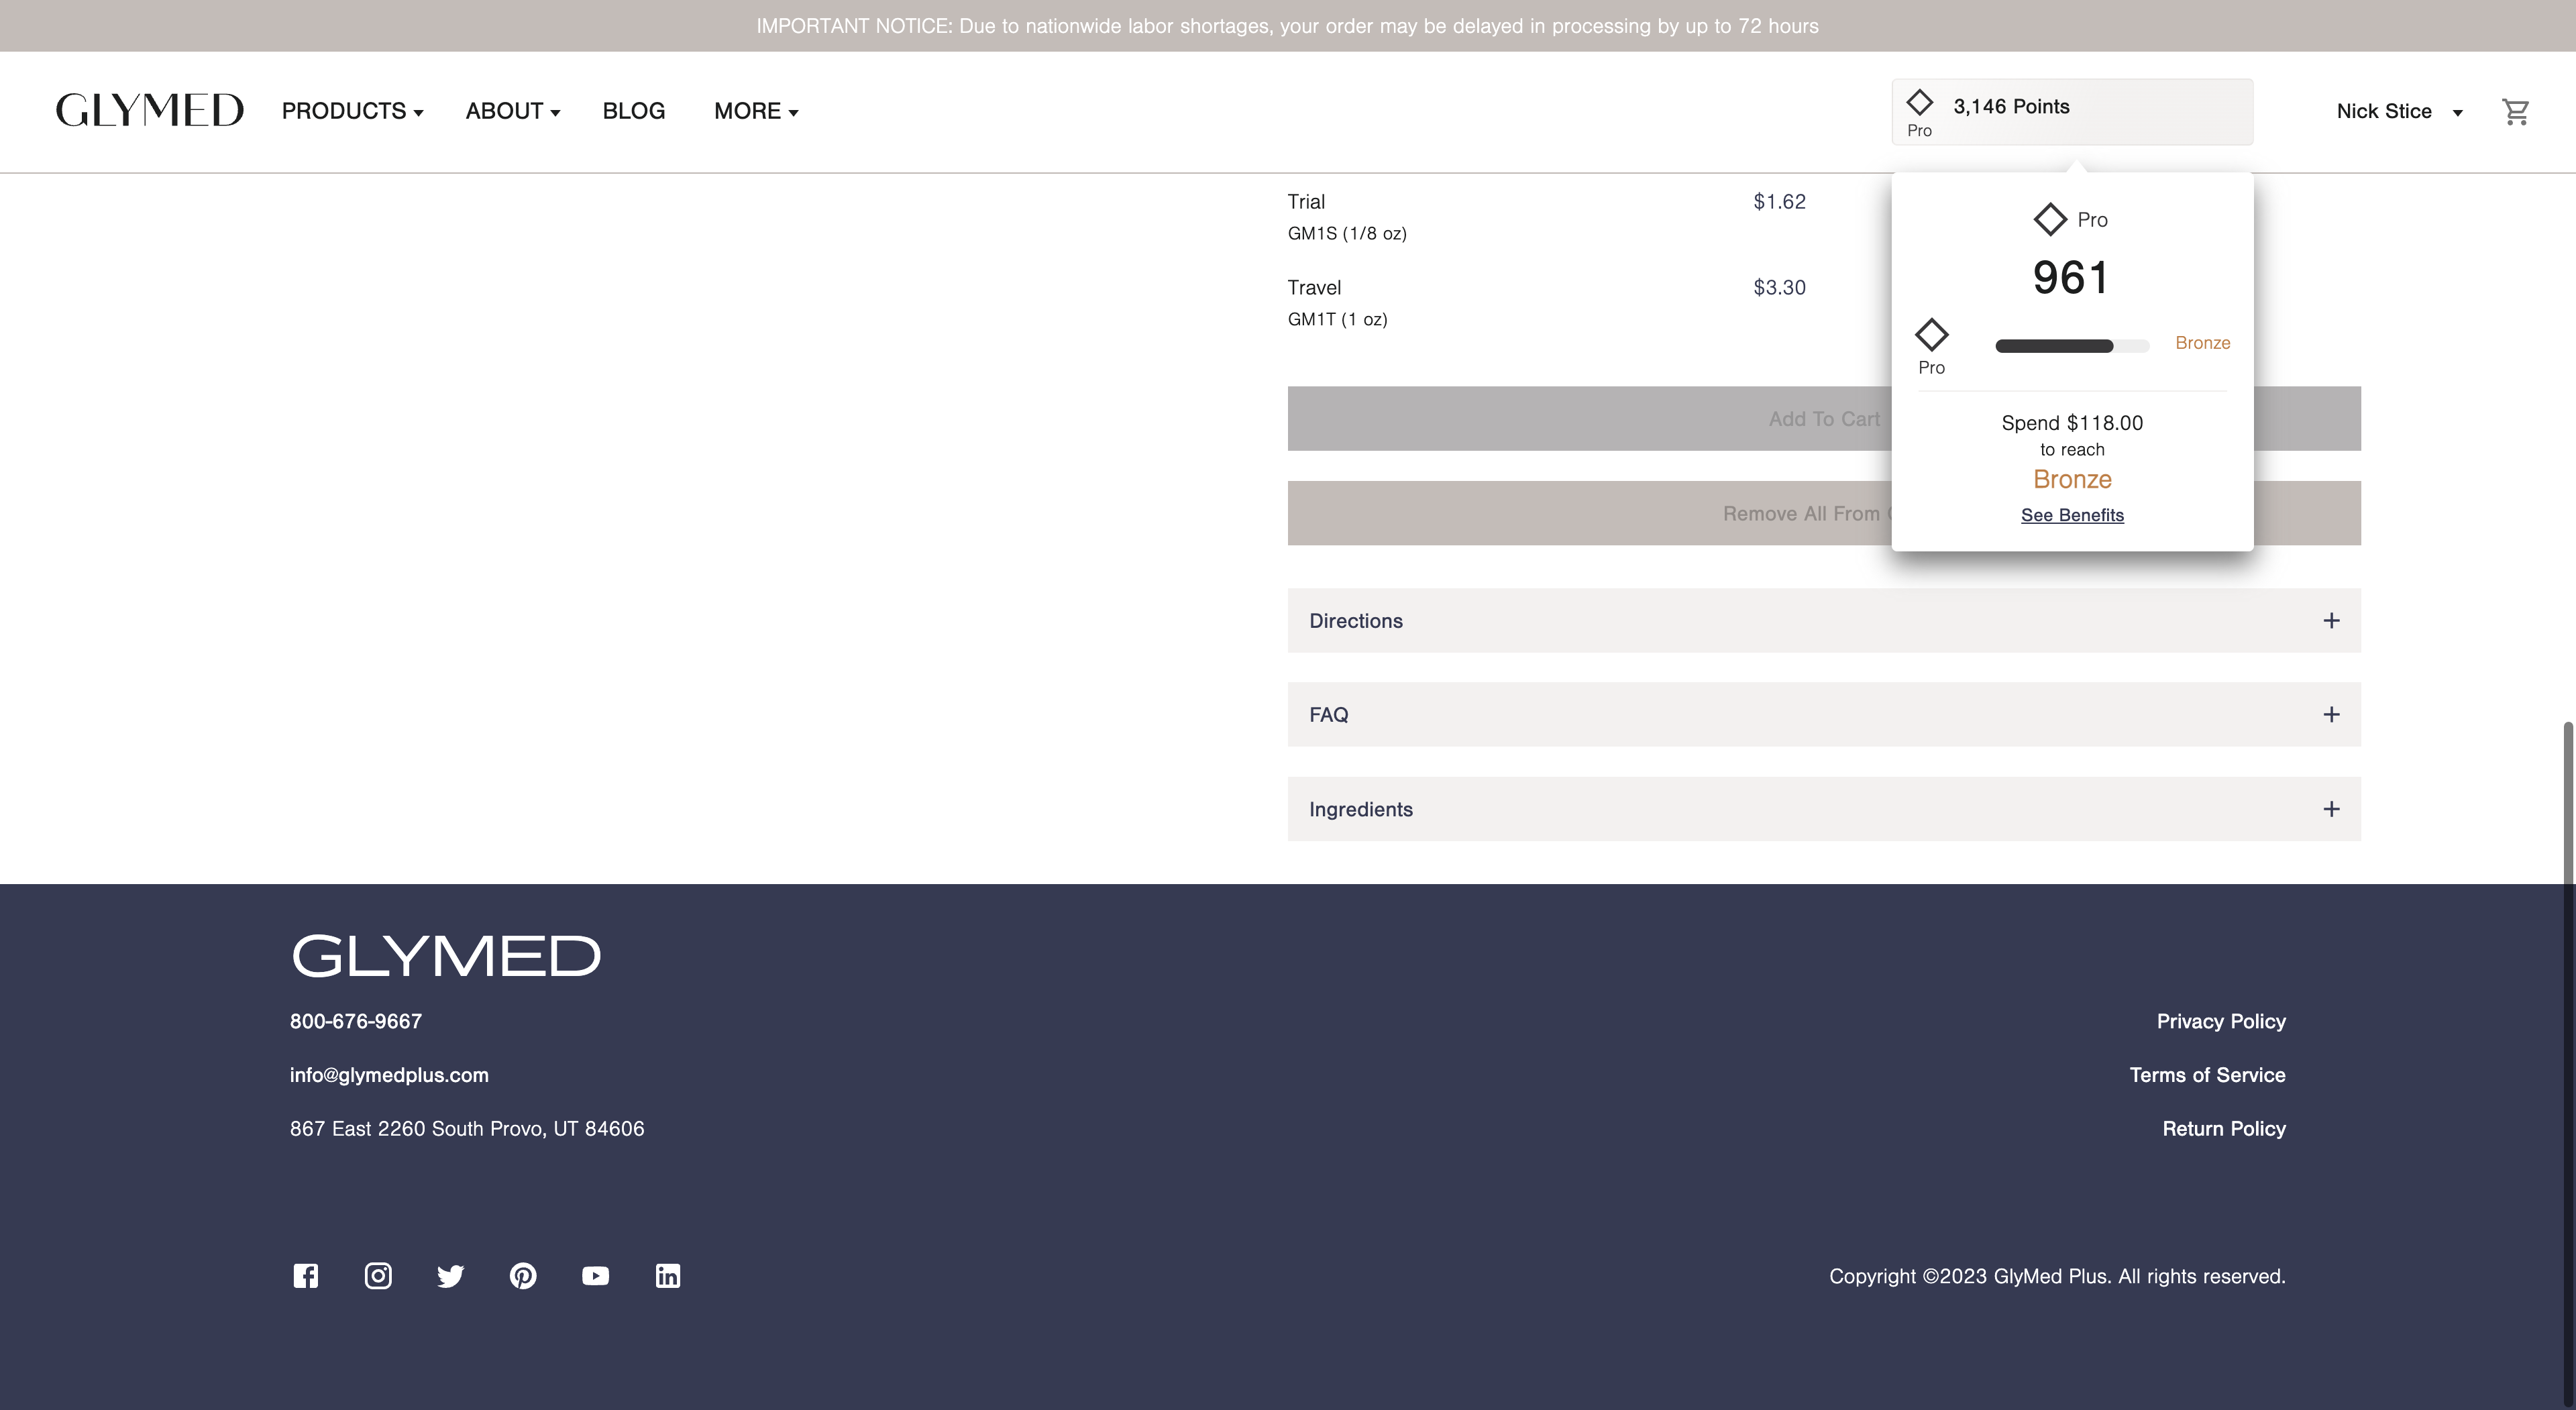 IMPORTANT NOTICE: Due to nationwide labor shortages, your order may be delayed in processing by up to 72 hours
GLYMED PRODUCTS ABOUT BLOG MORE
Pro
3,146 Points
Nick Stice
Trial $1.62
GM1S (1/8 oz)
Travel $3.30
GM1T (1 oz)
Pro
961
Pro
Bronze
Spend $118.00
to reach
Bronze
See Benefits
Add To Cart
Remove All From
Directions
FAQ
Ingredients
GLYMED
800-676-9667
info@glymedplus.com
867 East 2260 South Provo, UT 84606
Privacy Policy
Terms of Service
Return Policy
Copyright ©2023 GlyMed Plus. All rights reserved.